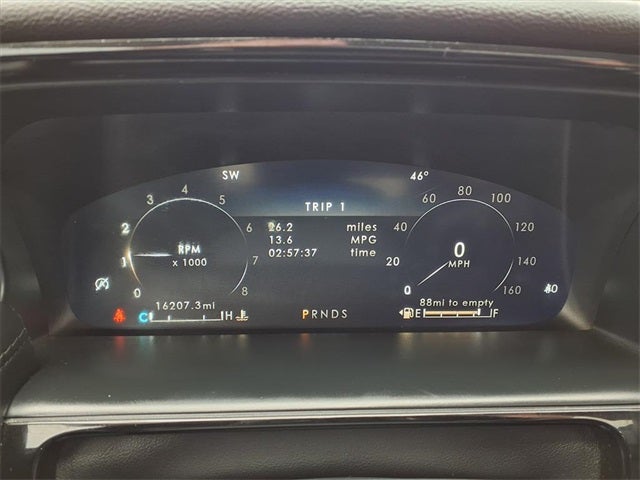 SW 46°
TRIP 1
26.2 miles
13.6 MPG
02:57:37 time
0 1 2 3 4 5 6 7 8
RPM
x 1000
0 20 40 60 80 100 120 140 160
0
MPH
16207.3mi
88mi to empty
C H
PRNDS
E F